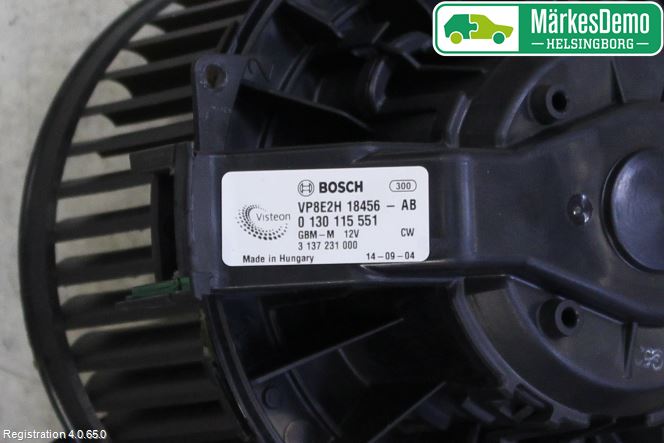 MärkesDemo
HELSINGBORG
BOSCH 300
Visteon
VP8E2H 18456 - AB
0 130 115 551
GBM-M 12V CW
3 137 231 000
Made in Hungary 14-09-04
Registration 4.0.65.0